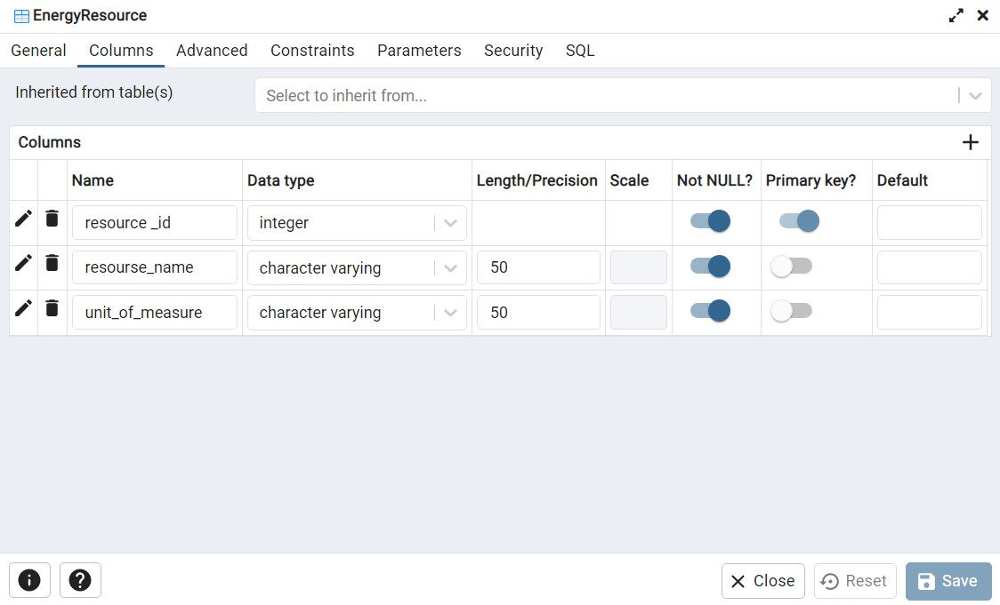 EnergyResource
General Columns Advanced Constraints Parameters Security SQL
Inherited from table(s) Select to inherit from...
Columns
Name Data type Length/Precision Scale Not NULL? Primary key? Default
resource _id integer
resourse_name character varying 50
unit_of_measure character varying 50
Close Reset Save